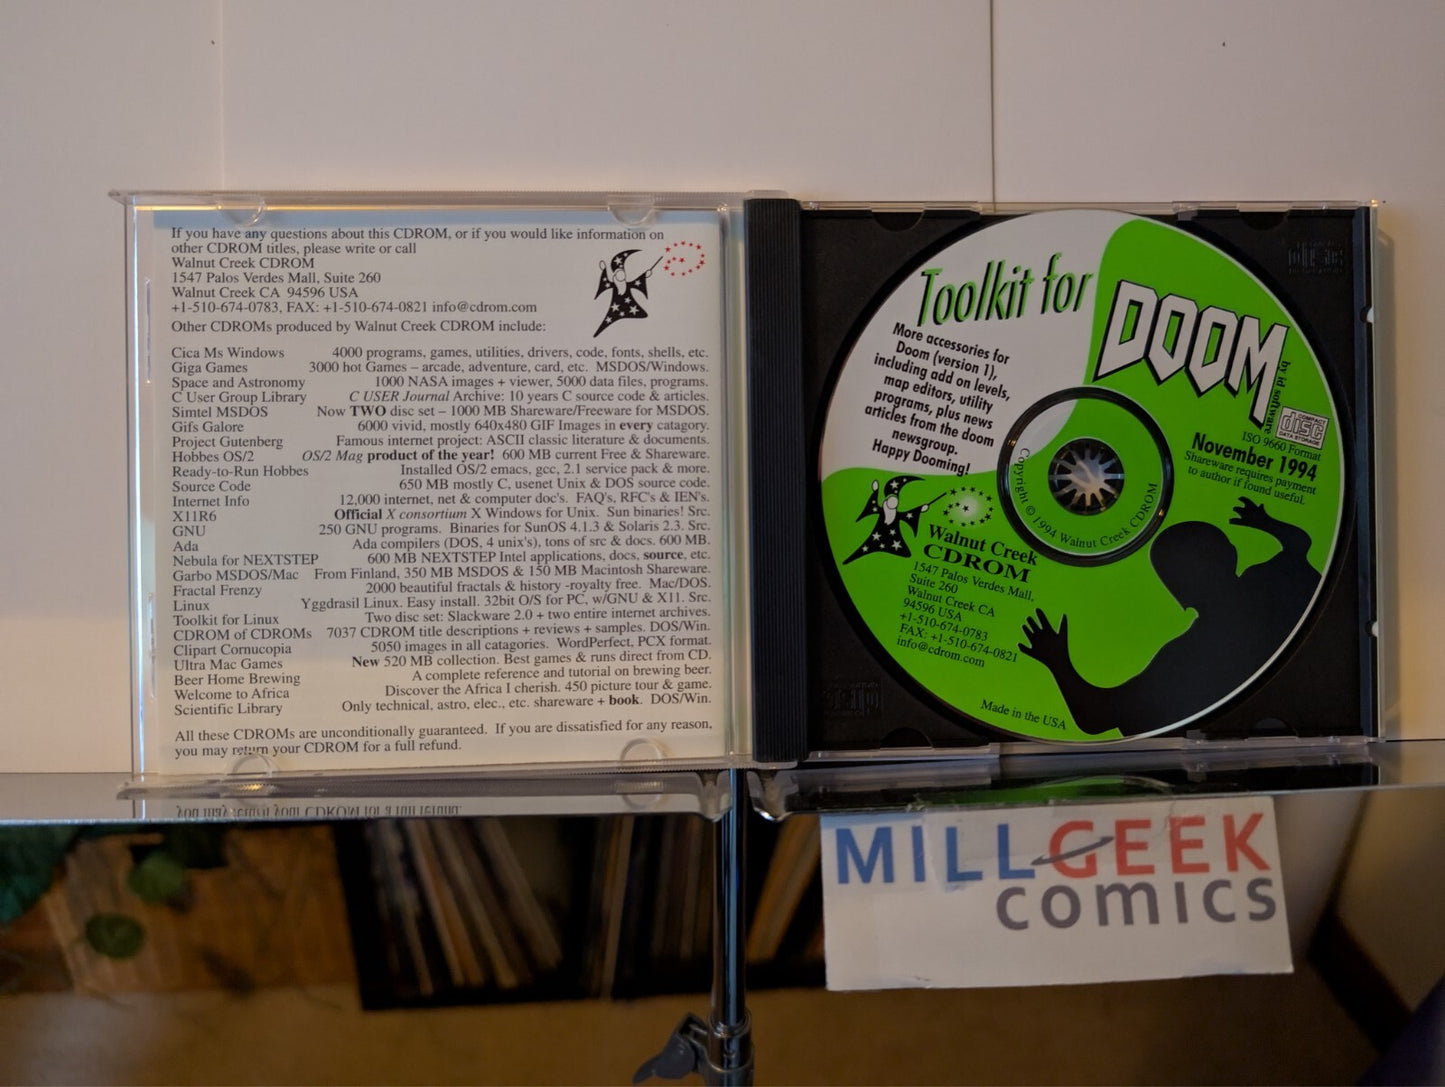 If you have any questions about this CDROM, or if you would like information on
other CDROM titles, please write or call
Walnut Creek CDROM
1547 Palos Verdes Mall, Suite 260
Walnut Creek CA 94596 USA
+1-510-674-0783, FAX: +1-510-674-0821 info@cdrom.com
Other CDROMs produced by Walnut Creek CDROM include:
Cica Ms Windows 4000 programs, games, utilities, drivers, code, fonts, shells, etc.
Giga Games 3000 hot Games – arcade, adventure, card, etc. MSDOS/Windows.
Space and Astronomy 1000 NASA images + viewer, 5000 data files, programs.
C User Group Library C USER Journal Archive: 10 years C source code & articles.
Simtel MSDOS Now TWO disc set – 1000 MB Shareware/Freeware for MSDOS.
Gifs Galore 6000 vivid, mostly 640x480 GIF Images in every catagory.
Project Gutenberg Famous internet project: ASCII classic literature & documents.
Hobbes OS/2 OS/2 Mag product of the year! 600 MB current Free & Shareware.
Ready-to-Run Hobbes Installed OS/2 emacs, gcc, 2.1 service pack & more.
Source Code 650 MB mostly C, usenet Unix & DOS source code.
Internet Info 12,000 internet, net & computer doc's. FAQ's, RFC's & IEN's.
X11R6 Official X consortium X Windows for Unix. Sun binaries! Src.
GNU 250 GNU programs. Binaries for SunOS 4.1.3 & Solaris 2.3. Src.
Ada Ada compilers (DOS, 4 unix's), tons of src & docs. 600 MB.
Nebula for NEXTSTEP 600 MB NEXTSTEP Intel applications, docs, source, etc.
Garbo MSDOS/Mac From Finland, 350 MB MSDOS & 150 MB Macintosh Shareware.
Fractal Frenzy 2000 beautiful fractals & history -royalty free. Mac/DOS.
Linux Yggdrasil Linux. Easy install. 32bit O/S for PC, w/GNU & X11. Src.
Toolkit for Linux Two disc set: Slackware 2.0 + two entire internet archives.
CDROM of CDROMs 7037 CDROM title descriptions + reviews + samples. DOS/Win.
Clipart Cornucopia 5050 images in all catagories. WordPerfect, PCX format.
Ultra Mac Games New 520 MB collection. Best games & runs direct from CD.
Beer Home Brewing A complete reference and tutorial on brewing beer.
Welcome to Africa Discover the Africa I cherish. 450 picture tour & game.
Scientific Library Only technical, astro, elec., etc. shareware + book. DOS/Win.
All these CDROMs are unconditionally guaranteed. If you are dissatisfied for any reason,
you may return your CDROM for a full refund.
Toolkit for
DOOM
by id software
More accessories for
Doom (version 1),
including add on levels,
map editors, utility
programs, plus news
articles from the doom
newsgroup.
Happy Dooming!
COMPACT
disc
DATA STORAGE
ISO 9660 Format
November 1994
Shareware requires payment
to author if found useful.
Copyright © 1994 Walnut Creek CDROM
Walnut Creek
CDROM
1547 Palos Verdes Mall,
Suite 260
Walnut Creek CA
94596 USA
+1-510-674-0783
FAX: +1-510-674-0821
info@cdrom.com
Made in the USA
MILLGEEK
comics